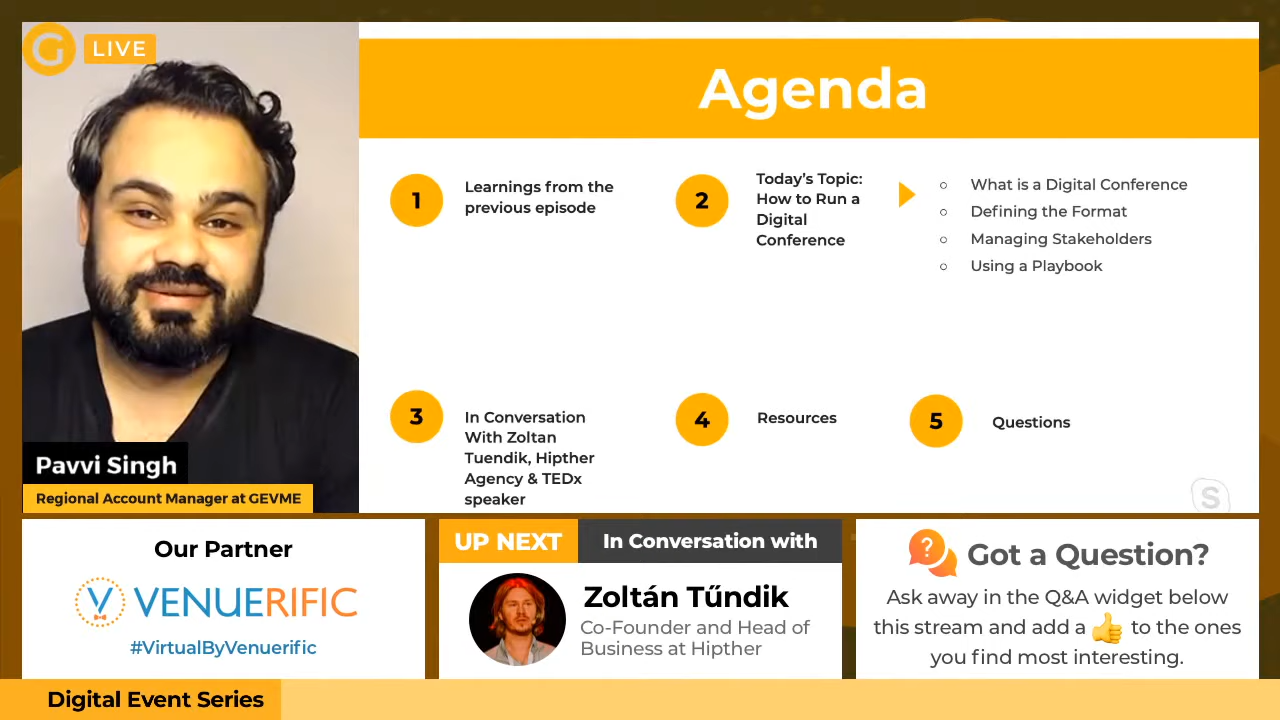 G LIVE
Agenda
1
Learnings from the
previous episode
2
Today’s Topic:
How to Run a
Digital
Conference
○ What is a Digital Conference
○ Defining the Format
○ Managing Stakeholders
○ Using a Playbook
3
In Conversation
With Zoltan
Tuendik, Hipther
Agency & TEDx
speaker
4
Resources
5
Questions
S
Pavvi Singh
Regional Account Manager at GEVME
Our Partner
VENUERIFIC
#VirtualByVenuerific
UP NEXT In Conversation with
Zoltán Tűndik
Co-Founder and Head of
Business at Hipther
? Got a Question?
Ask away in the Q&A widget below
this stream and add a 👍 to the ones
you find most interesting.
Digital Event Series